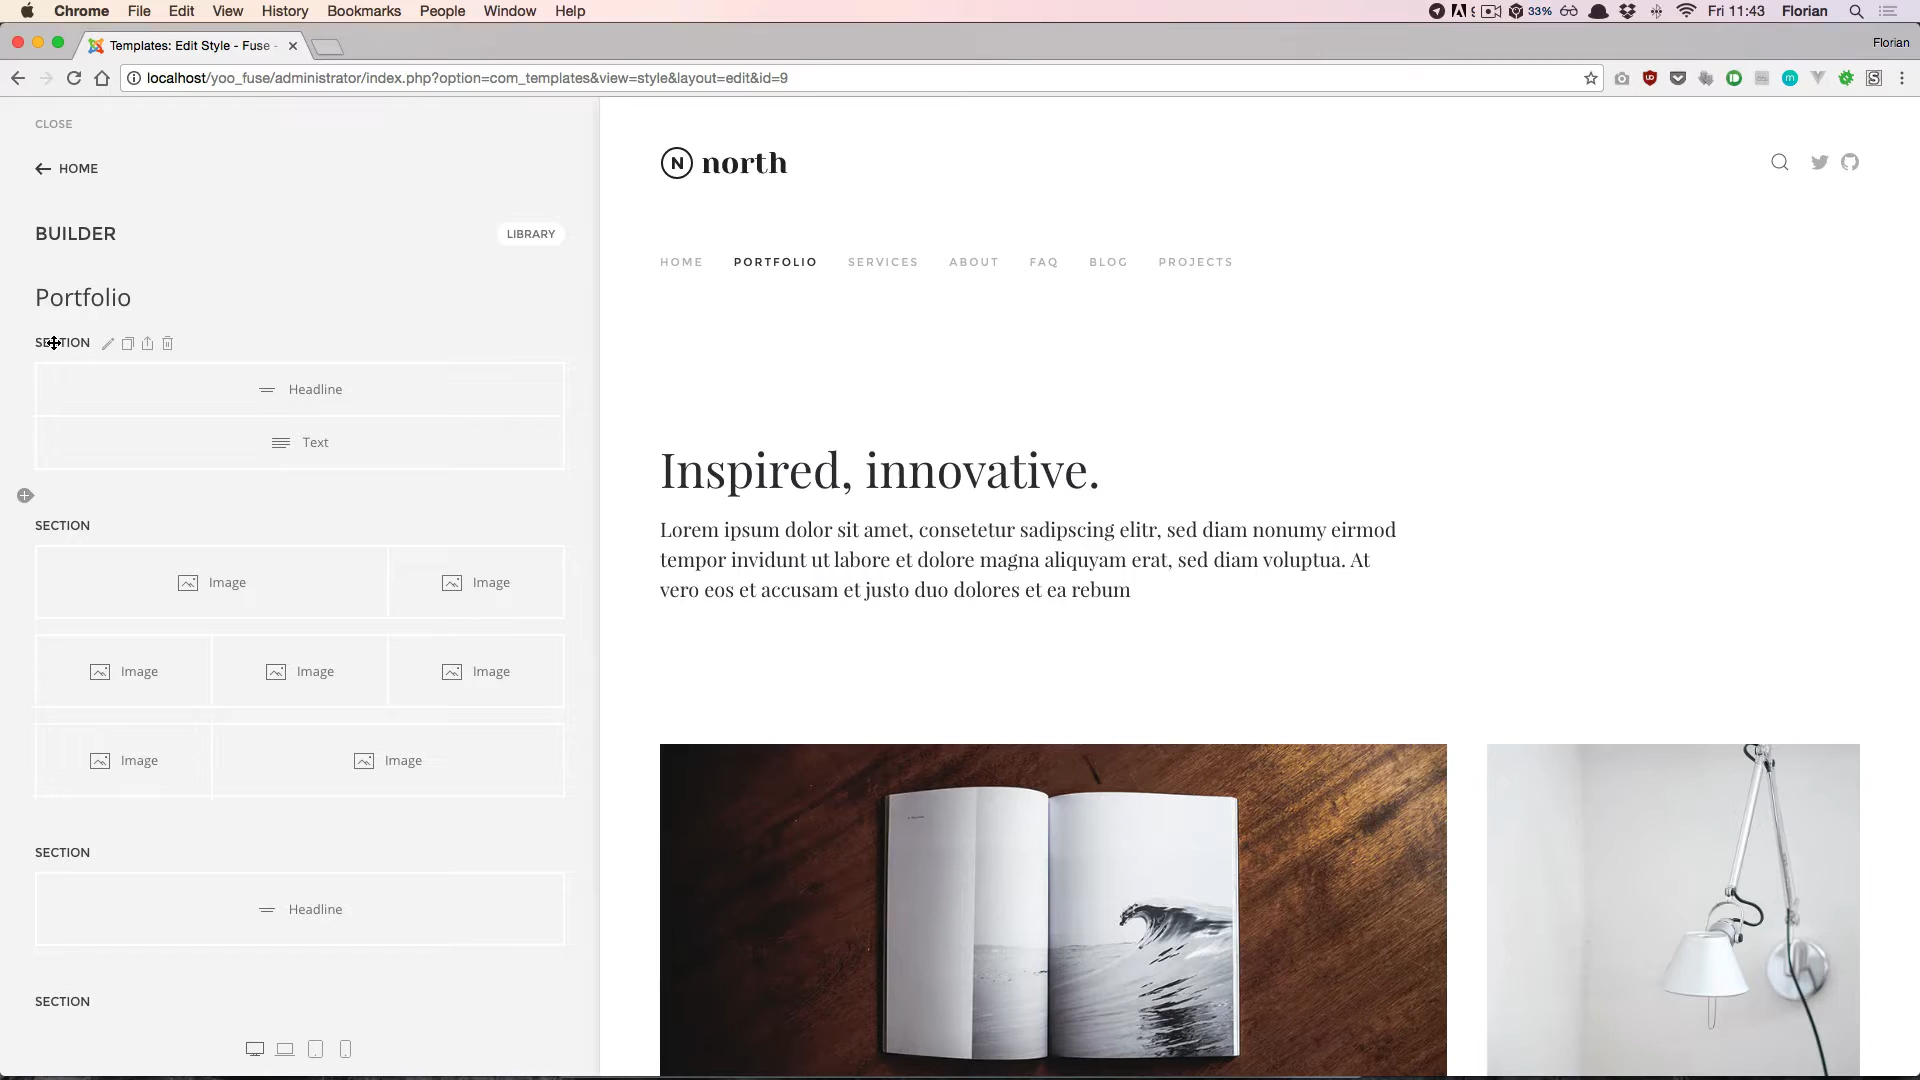 Chrome File Edit View History Bookmarks People Window Help
33% Fri 11:43 Florian
Templates: Edit Style - Fuse -
Florian
localhost/yoo_fuse/administrator/index.php?option=com_templates&view=style&layout=edit&id=9
CLOSE
HOME
BUILDER
LIBRARY
Portfolio
SECTION
Headline
Text
SECTION
Image Image
Image Image Image
Image Image
SECTION
Headline
SECTION
N north
HOME PORTFOLIO SERVICES ABOUT FAQ BLOG PROJECTS
Inspired, innovative.
Lorem ipsum dolor sit amet, consetetur sadipscing elitr, sed diam nonumy eirmod
tempor invidunt ut labore et dolore magna aliquyam erat, sed diam voluptua. At
vero eos et accusam et justo duo dolores et ea rebum